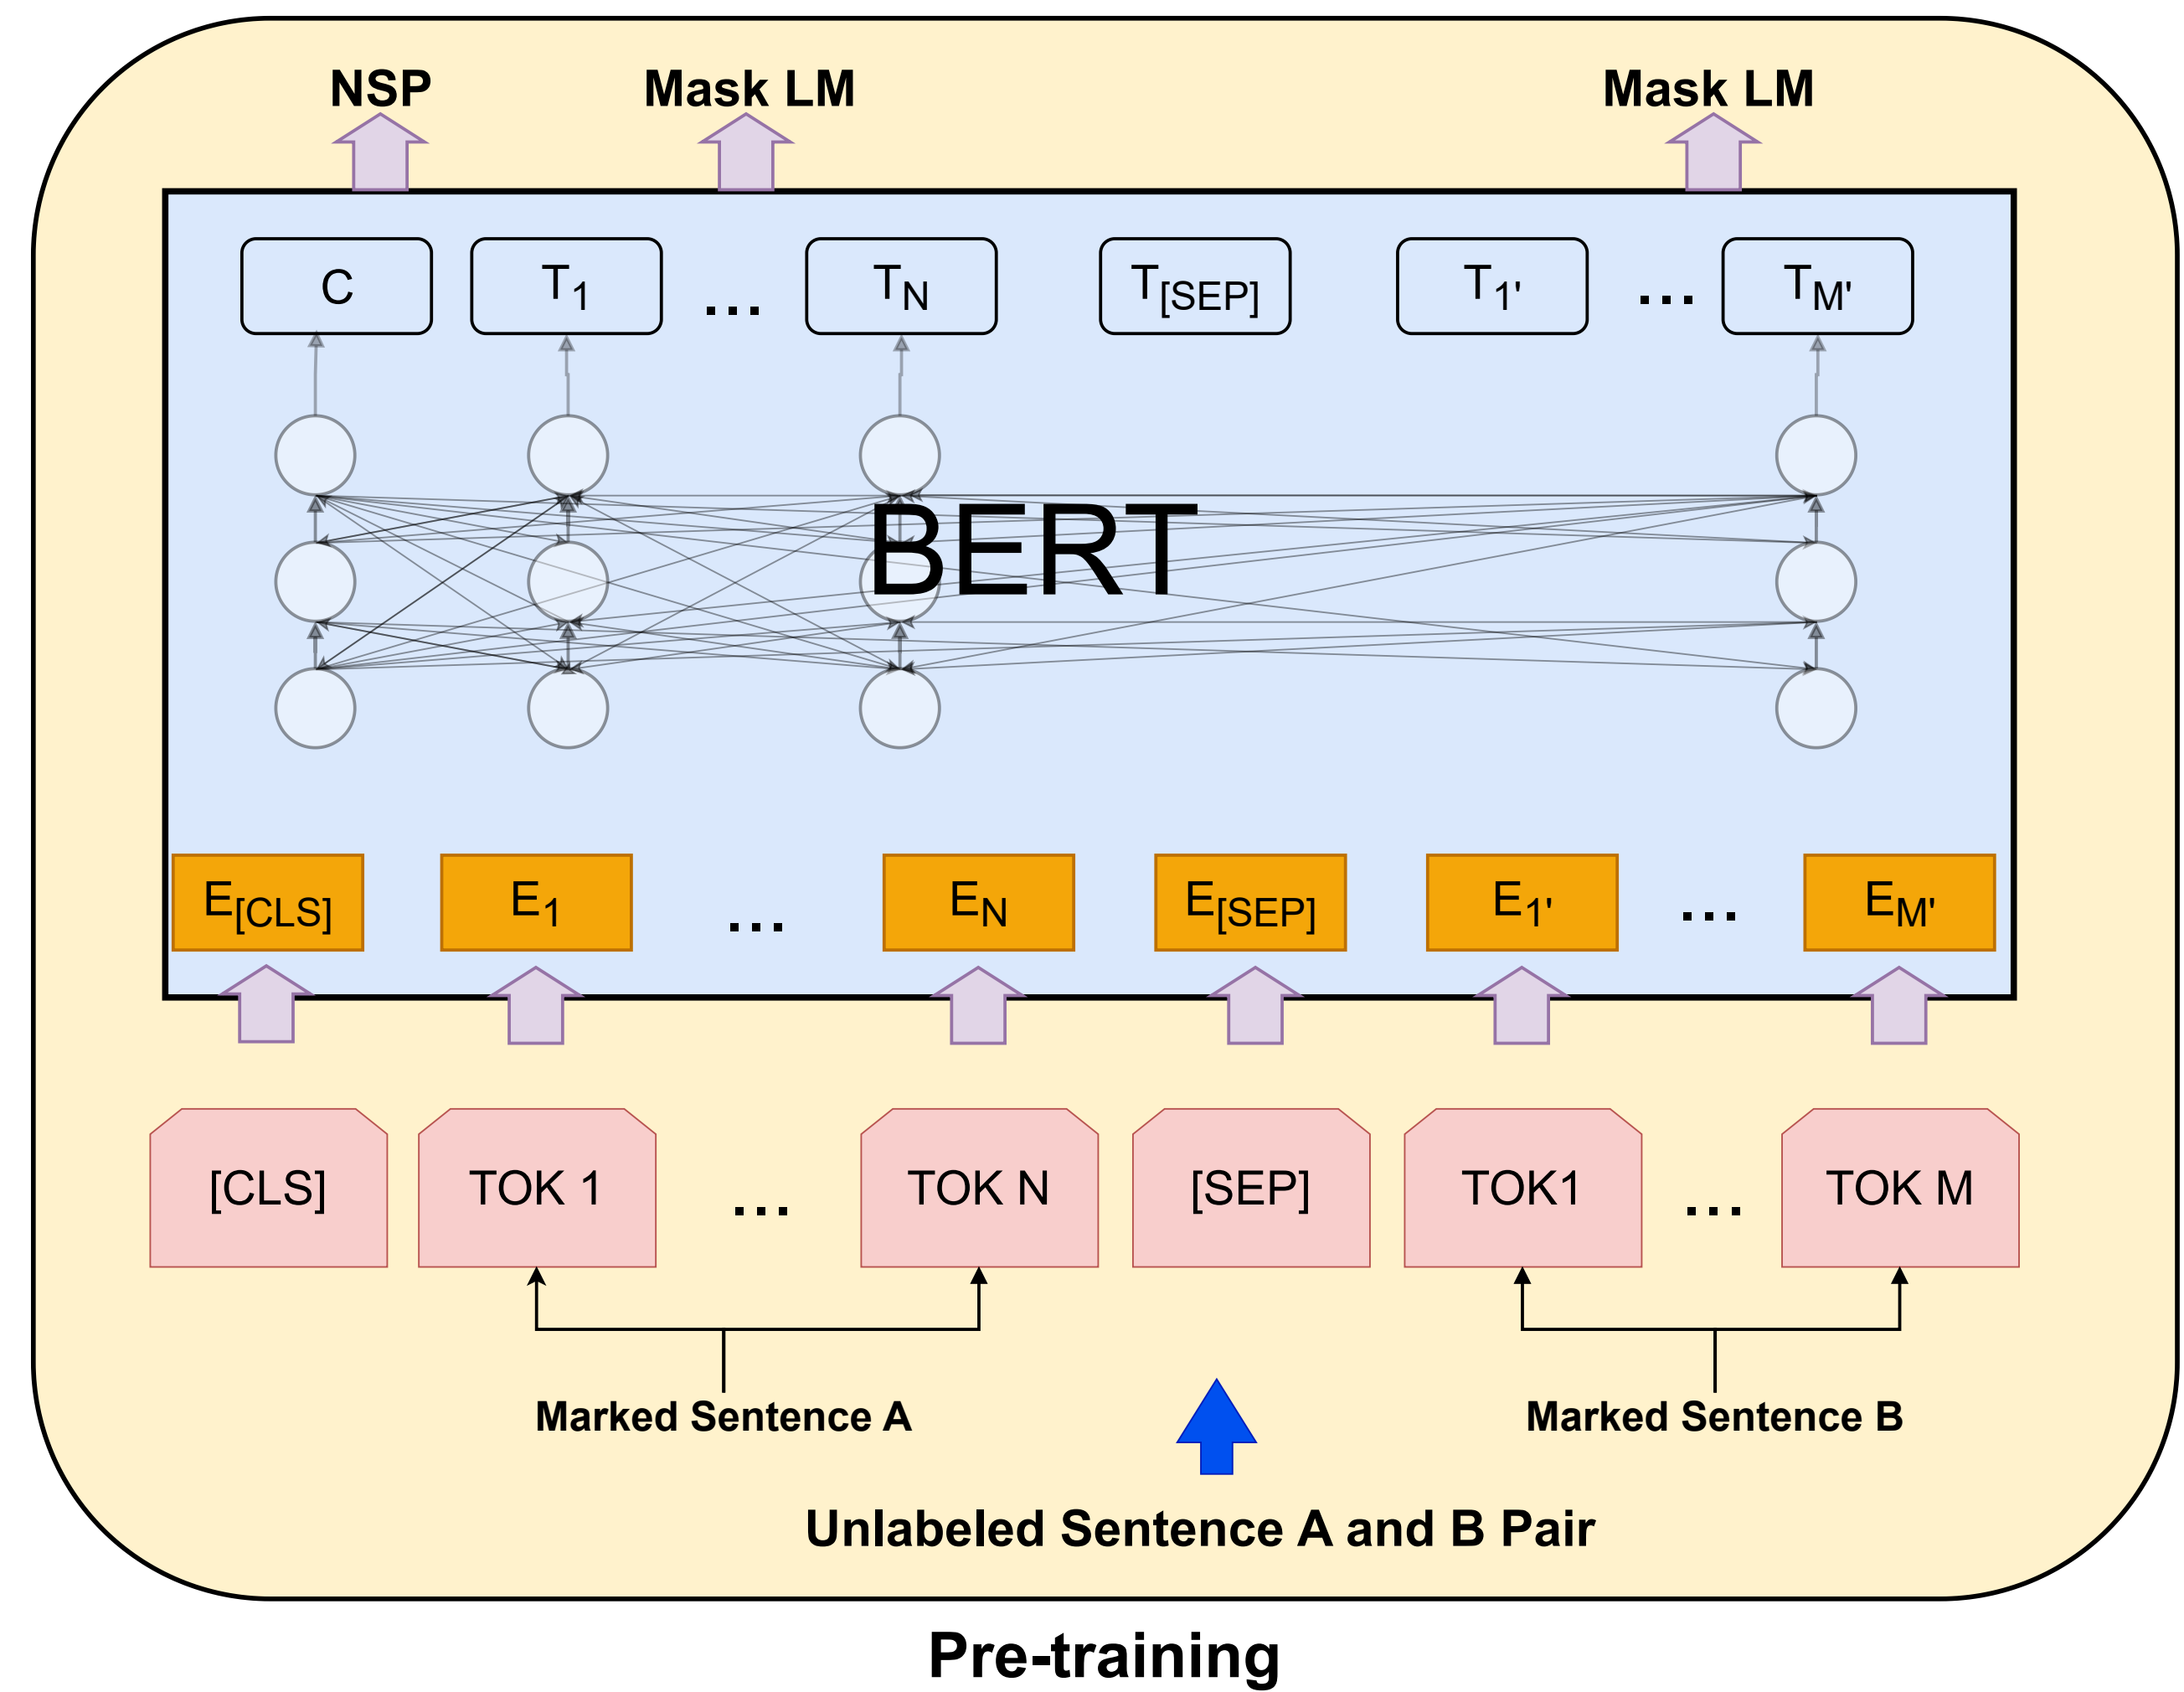 NSP Mask LM Mask LM
C T1 ... TN T[SEP] T1' ... TM'
BERT
E[CLS] E1 ... EN E[SEP] E1' ... EM'
[CLS] TOK 1 ... TOK N [SEP] TOK1 ... TOK M
Marked Sentence A Marked Sentence B
Unlabeled Sentence A and B Pair
Pre-training